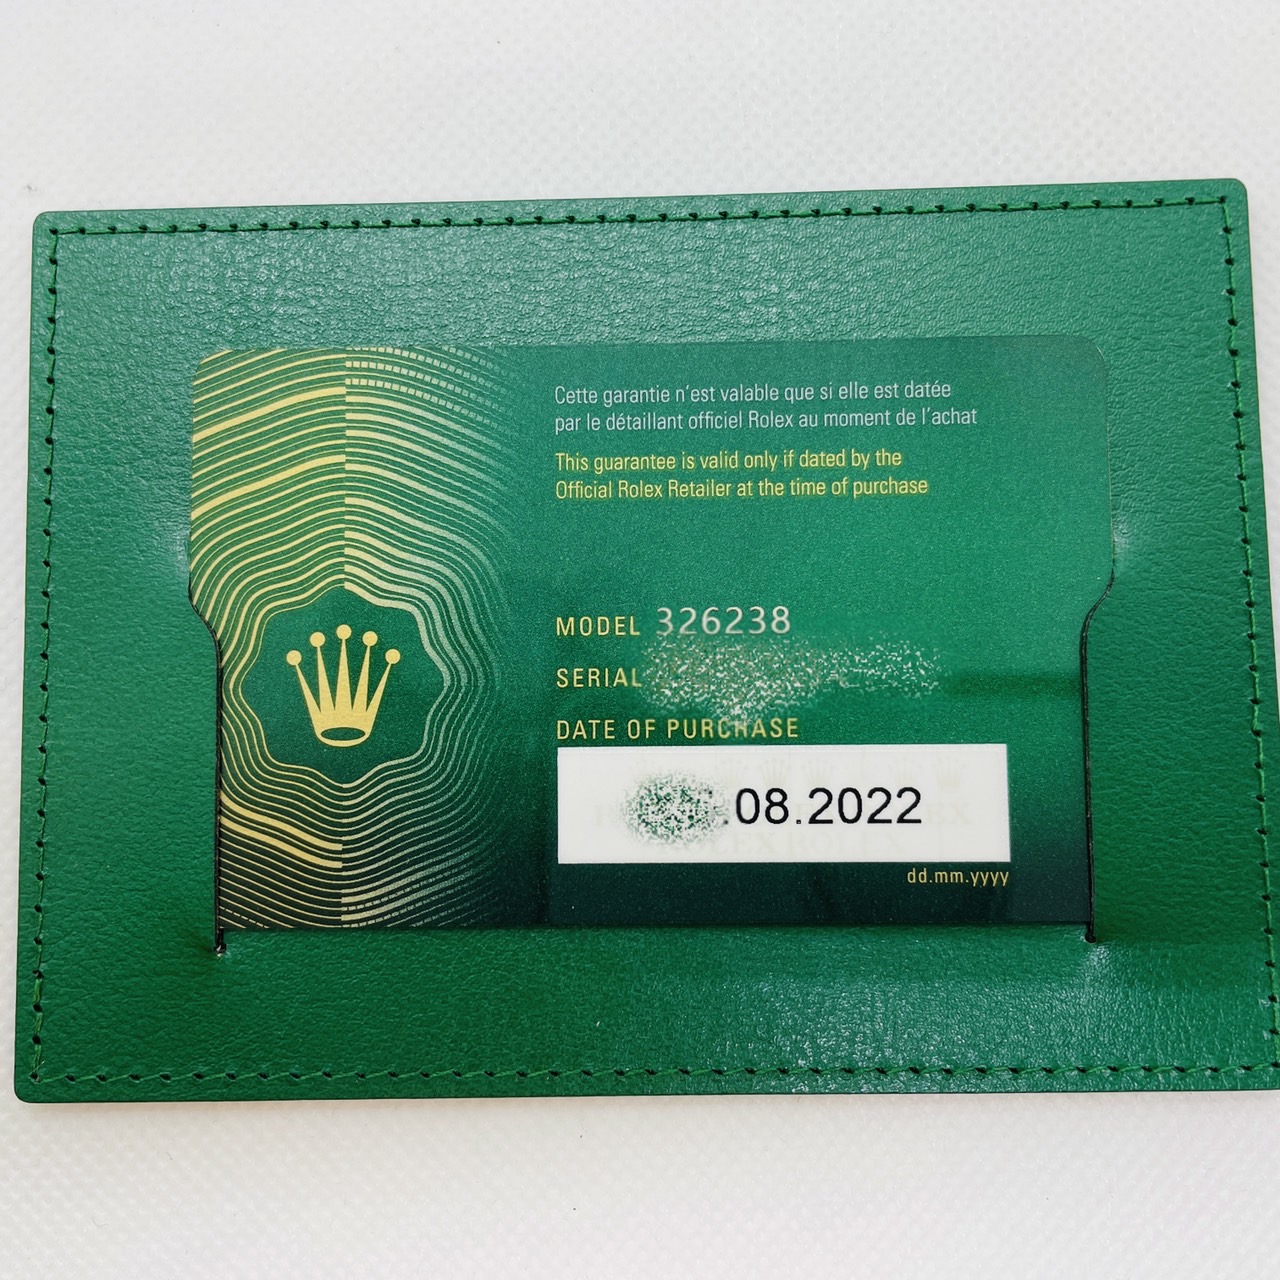 Cette garantie n'est valable que si elle est datée
par le détaillant officiel Rolex au moment de l'achat
This guarantee is valid only if dated by the
Official Rolex Retailer at the time of purchase
MODEL 326238
SERIAL
DATE OF PURCHASE
.08.2022
dd.mm.yyyy